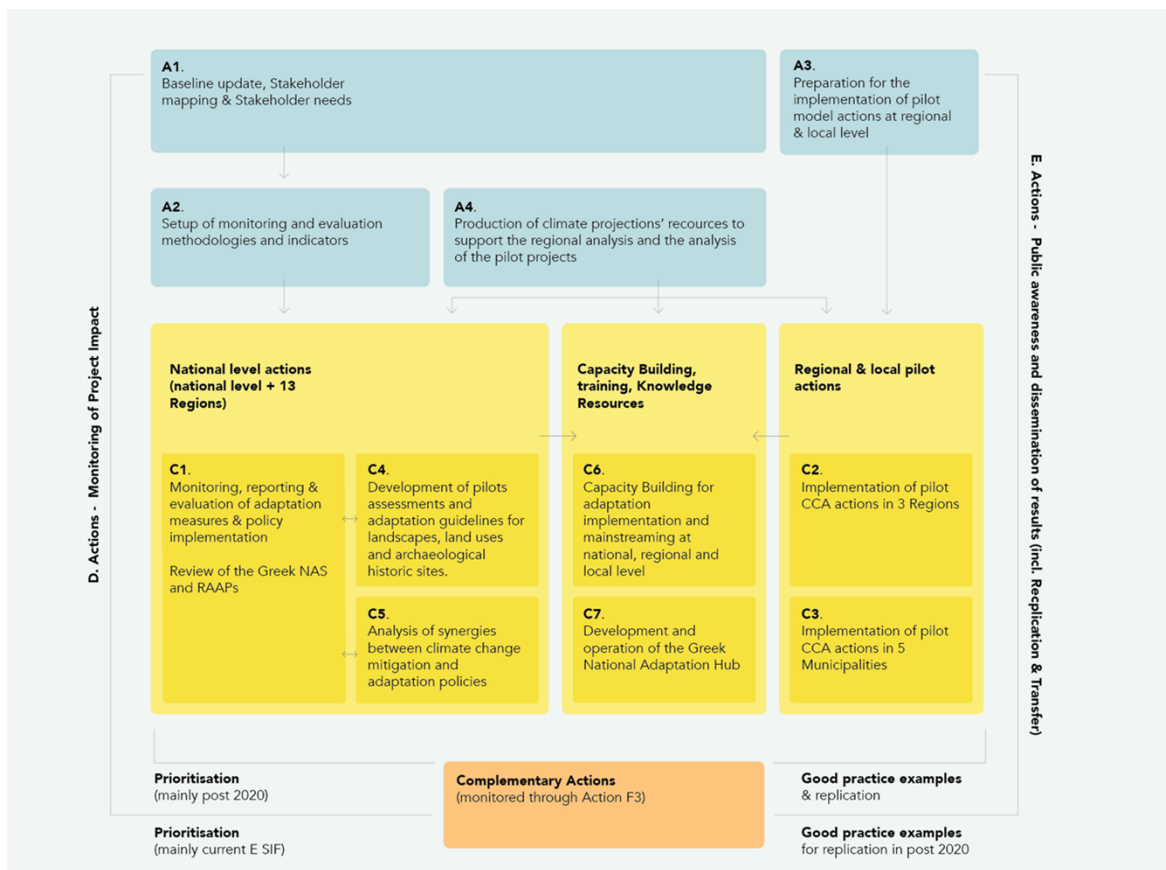 A1.
Baseline update, Stakeholder
mapping & Stakeholder needs
A3.
Preparation for the
implementation of pilot
model actions at regional
& local level
A2.
Setup of monitoring and evaluation
methodologies and indicators
A4.
Production of climate projections’ recources to
support the regional analysis and the analysis
of the pilot projects
D. Actions - Monitoring of Project Impact
E. Actions - Public awareness and dissemination of results (incl. Recplication & Transfer)
National level actions
(national level + 13
Regions)
C1.
Monitoring, reporting &
evaluation of adaptation
measures & policy
implementation
Review of the Greek NAS
and RAAPs
C4.
Development of pilots
assessments and
adaptation guidelines for
landscapes, land uses
and archaeological
historic sites.
C5.
Analysis of synergies
between climate change
mitigation and
adaptation policies
Capacity Building,
training, Knowledge
Resources
C6.
Capacity Building for
adaptation
implementation and
mainstreaming at
national, regional and
local level
C7.
Development and
operation of the Greek
National Adaptation Hub
Regional & local pilot
actions
C2.
Implementation of pilot
CCA actions in 3 Regions
C3.
Implementation of pilot
CCA actions in 5
Municipalities
Prioritisation
(mainly post 2020)
Prioritisation
(mainly current E SIF)
Complementary Actions
(monitored through Action F3)
Good practice examples
& replication
Good practice examples
for replication in post 2020